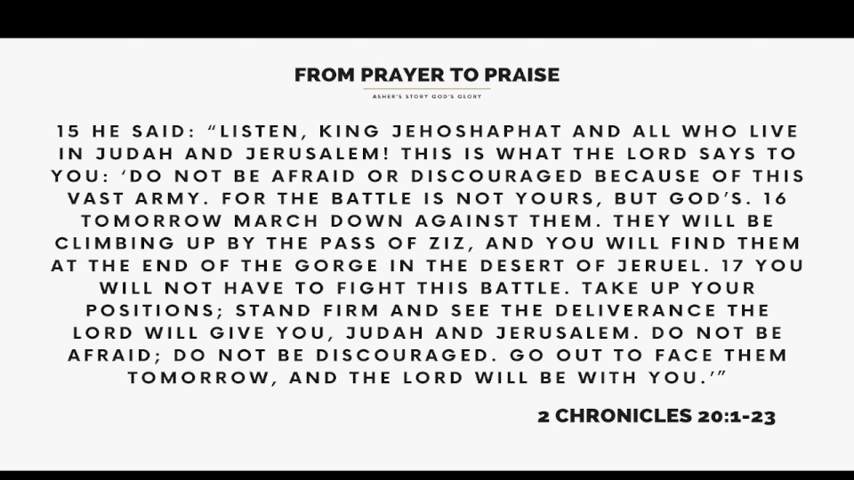 FROM PRAYER TO PRAISE
ASHER'S STORY GOD'S GLORY
15 HE SAID: “LISTEN, KING JEHOSHAPHAT AND ALL WHO LIVE
IN JUDAH AND JERUSALEM! THIS IS WHAT THE LORD SAYS TO
YOU: ‘DO NOT BE AFRAID OR DISCOURAGED BECAUSE OF THIS
VAST ARMY. FOR THE BATTLE IS NOT YOURS, BUT GOD’S. 16
TOMORROW MARCH DOWN AGAINST THEM. THEY WILL BE
CLIMBING UP BY THE PASS OF ZIZ, AND YOU WILL FIND THEM
AT THE END OF THE GORGE IN THE DESERT OF JERUEL. 17 YOU
WILL NOT HAVE TO FIGHT THIS BATTLE. TAKE UP YOUR
POSITIONS; STAND FIRM AND SEE THE DELIVERANCE THE
LORD WILL GIVE YOU, JUDAH AND JERUSALEM. DO NOT BE
AFRAID; DO NOT BE DISCOURAGED. GO OUT TO FACE THEM
TOMORROW, AND THE LORD WILL BE WITH YOU.’”
2 CHRONICLES 20:1-23